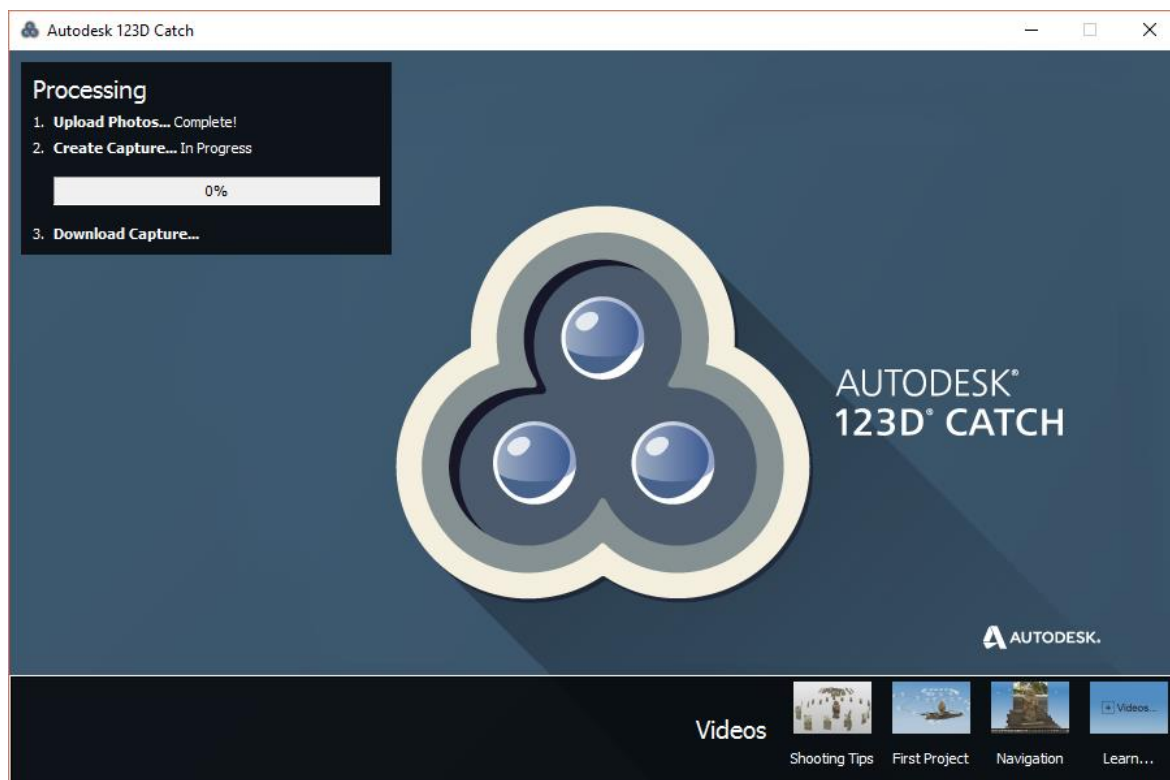 Autodesk 123D Catch
Processing
1. Upload Photos... Complete!
2. Create Capture... In Progress
0%
3. Download Capture...
AUTODESK®
123D® CATCH
AUTODESK.
Videos
Videos...
Shooting Tips
First Project
Navigation
Learn...